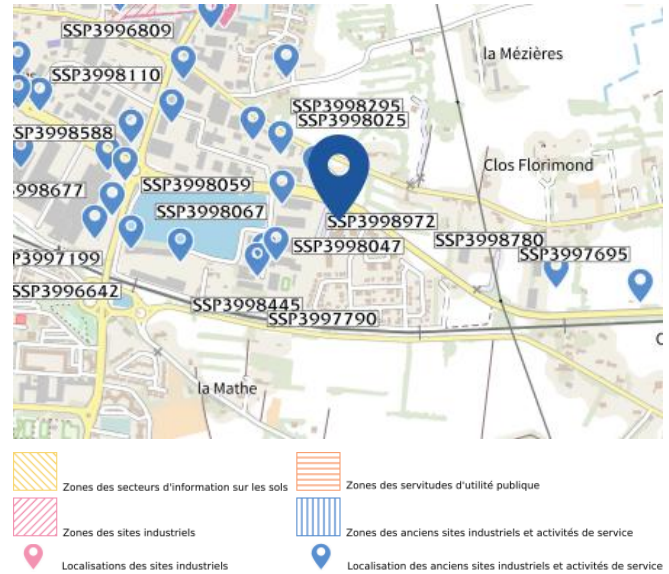 SSP3996809
la Mézières
SSP3998110
SSP3998295
SSP3998025
SSP3998588
Clos Florimond
SSP3998059
SSP3998067
SSP3998972
SSP3998047
SSP3998780
SSP3997695
SSP3996642
SSP3998445
SSP3997790
la Mathe
Zones des secteurs d'information sur les sols
Zones des servitudes d'utilité publique
Zones des sites industriels
Zones des anciens sites industriels et activités de service
Localisations des sites industriels
Localisation des anciens sites industriels et activités de service